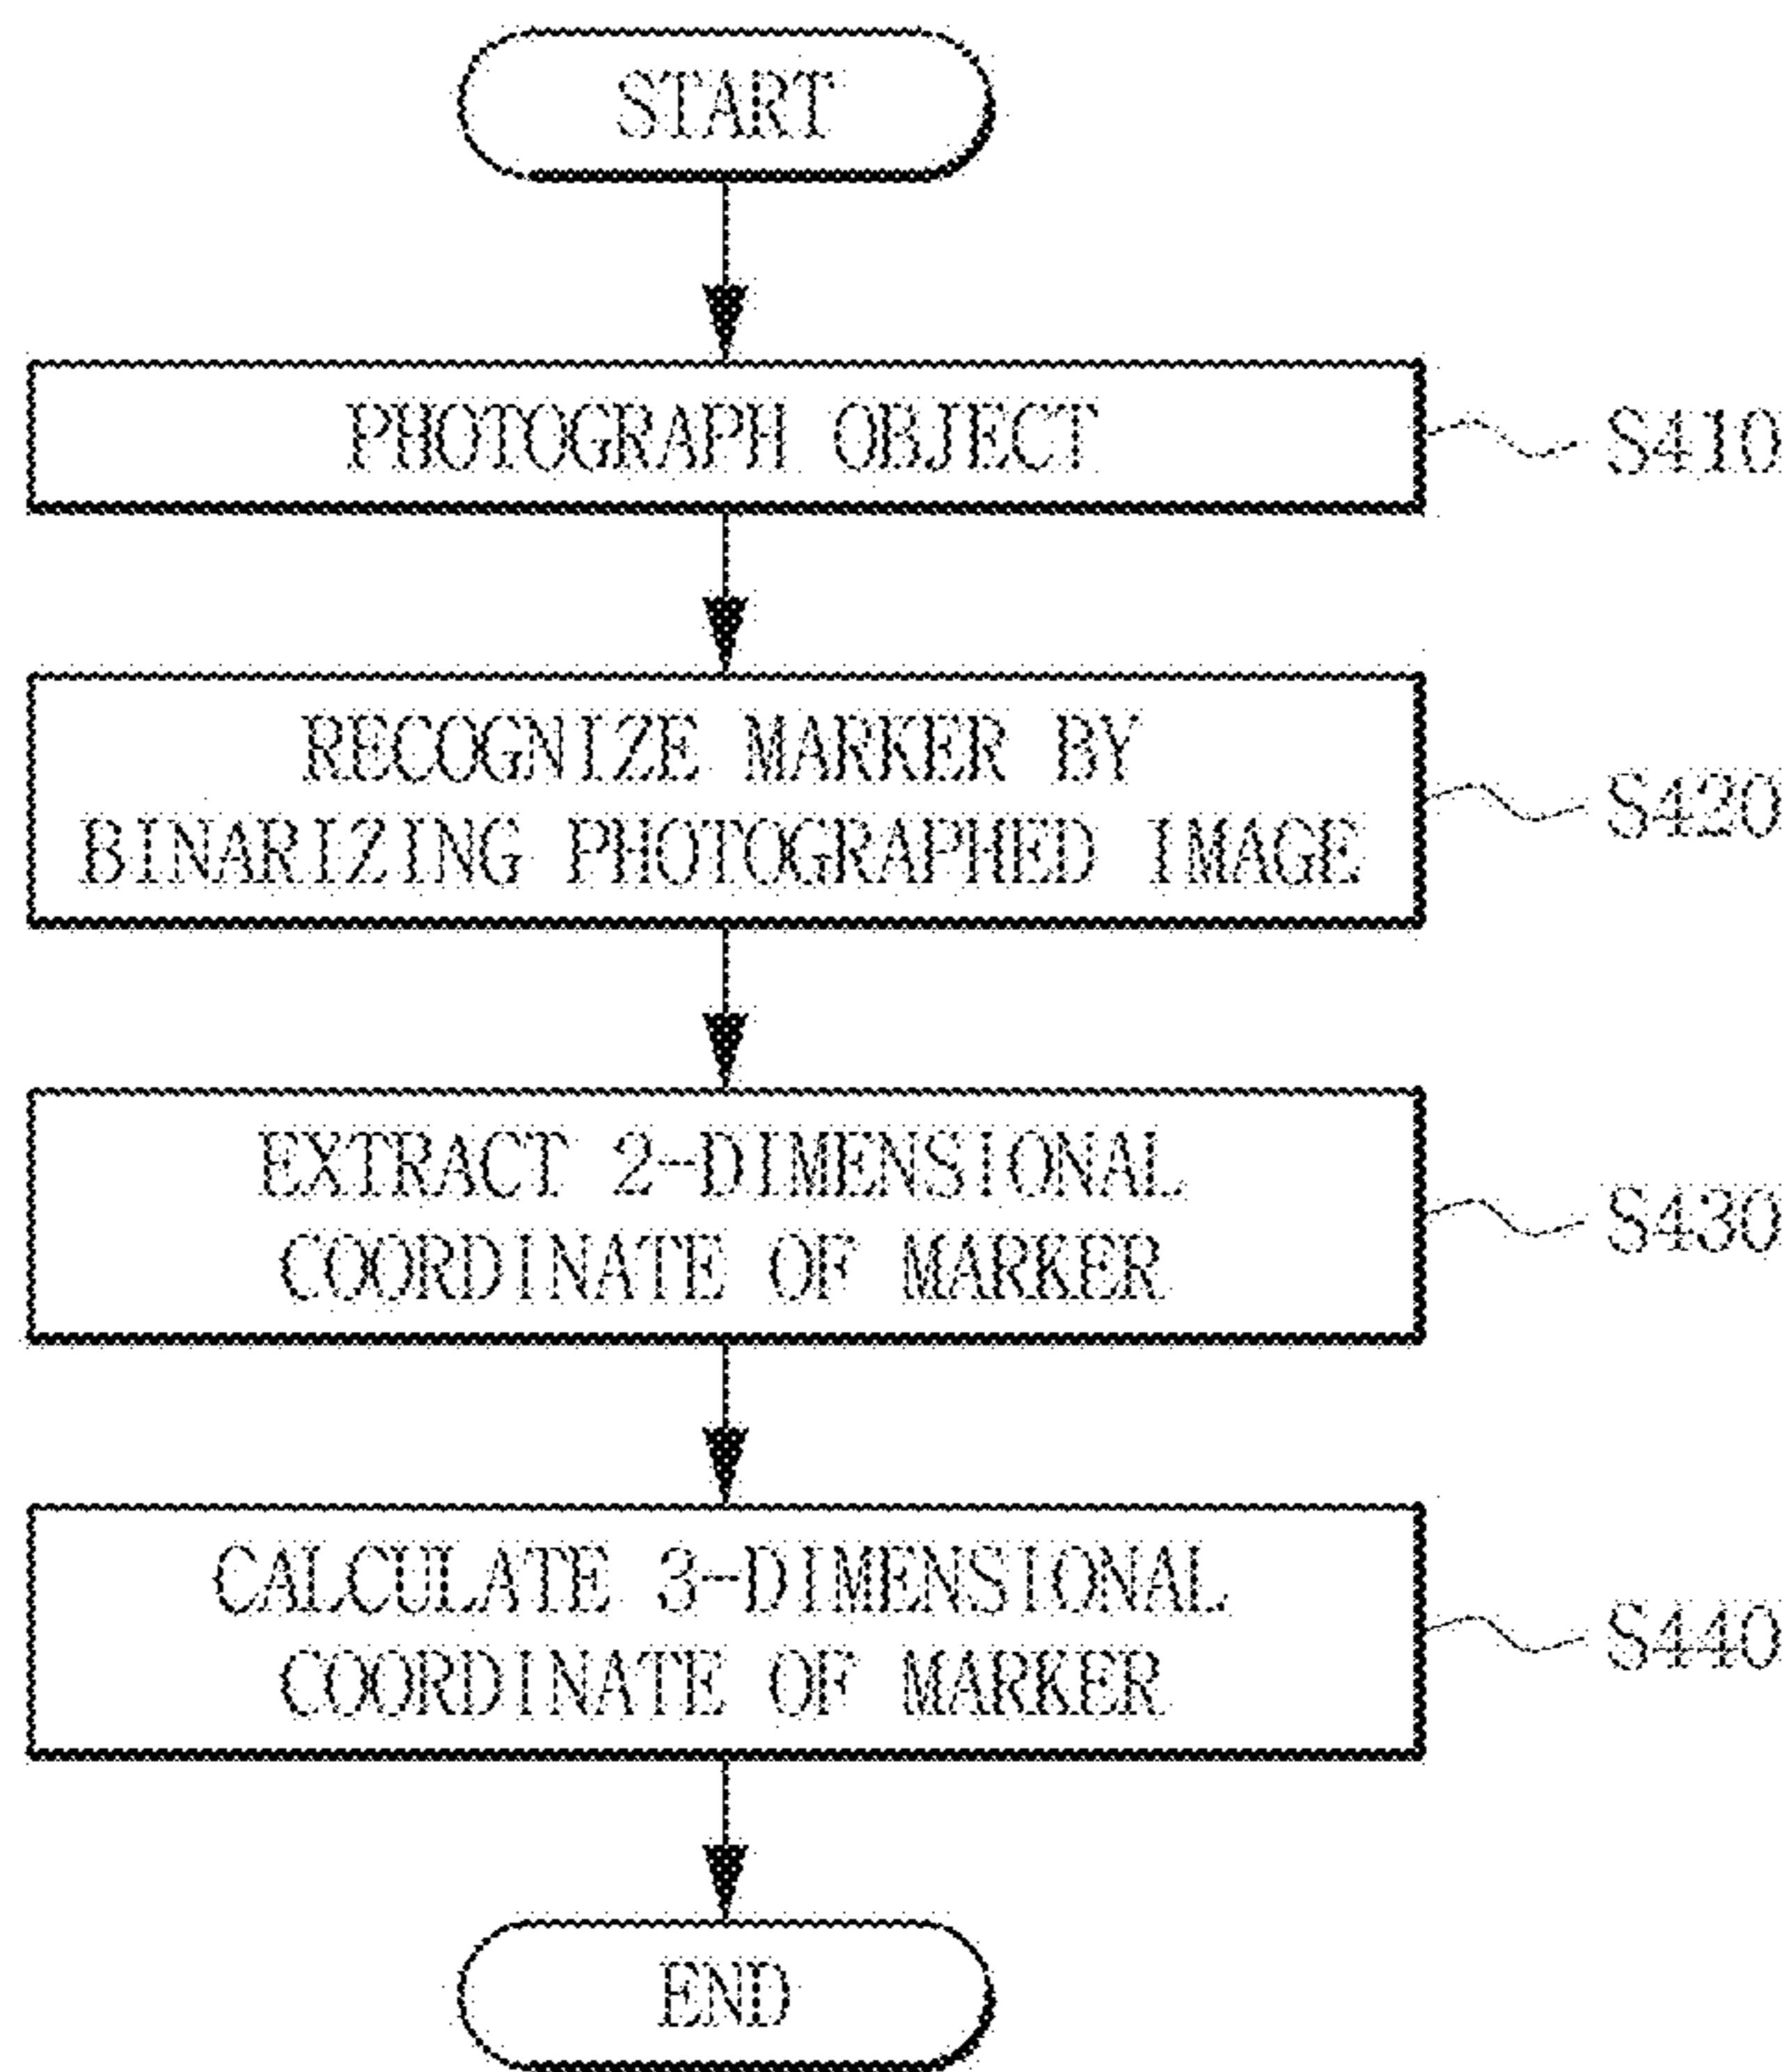 START
PHOTOGRAPH OBJECT
S410
RECOGNIZE MARKER BY
BINARIZING PHOTOGRAPHED IMAGE
S420
EXTRACT 2-DIMENSIONAL
COORDINATE OF MARKER
S430
CALCULATE 3-DIMENSIONAL
COORDINATE OF MARKER
S440
END